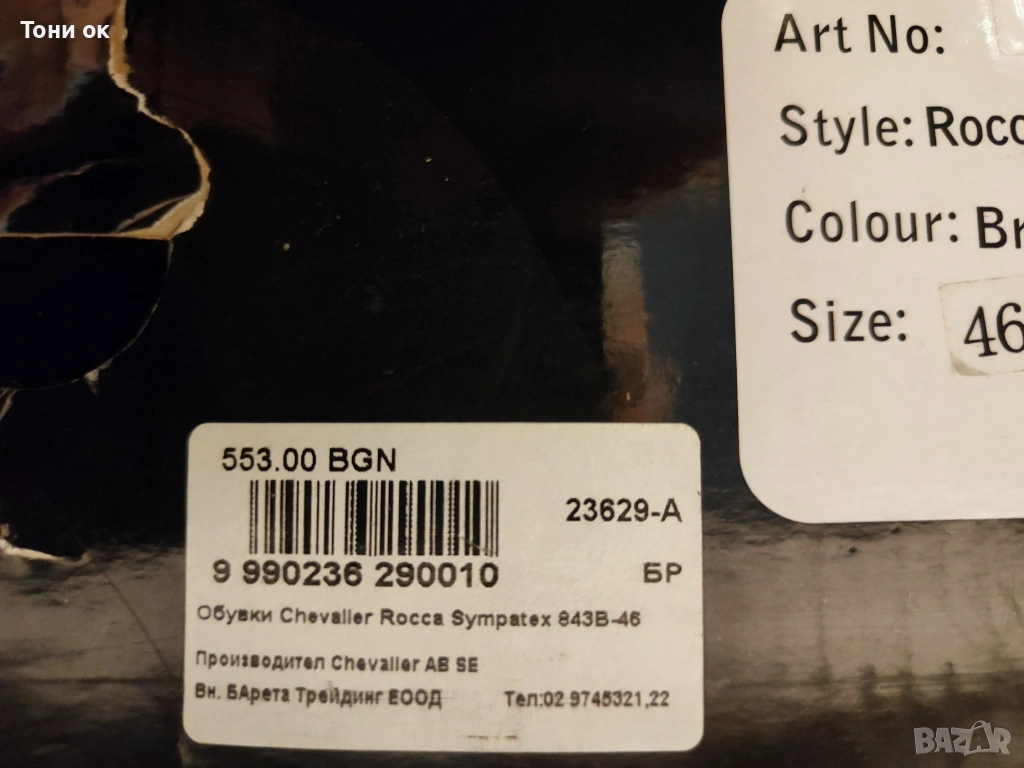 Тони ок
Art No:
Style: Rocc
Colour: Br
Size: 46
553.00 BGN
23629-A
9 990236 290010
БР
Обувки Chevalier Rocca Sympatex 843B-46
Производител Chevalier AB SE
Вн. БАрета Трейдинг ЕООД Тел:02 9745321,22
BAZAR